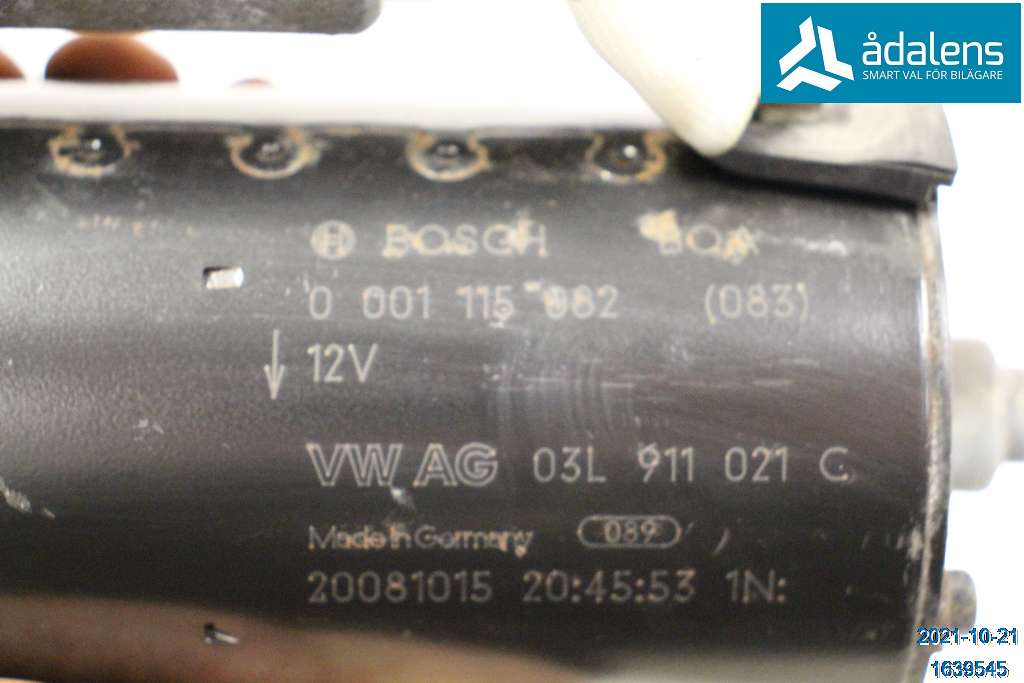 ådalens
SMART VAL FÖR BILÄGARE
BOSCH
0 001 115 082 (083)
12V
VW AG 03L 911 021 C
Made in Germany 089
20081015 20:45:53 1N:
2021-10-21
1639545